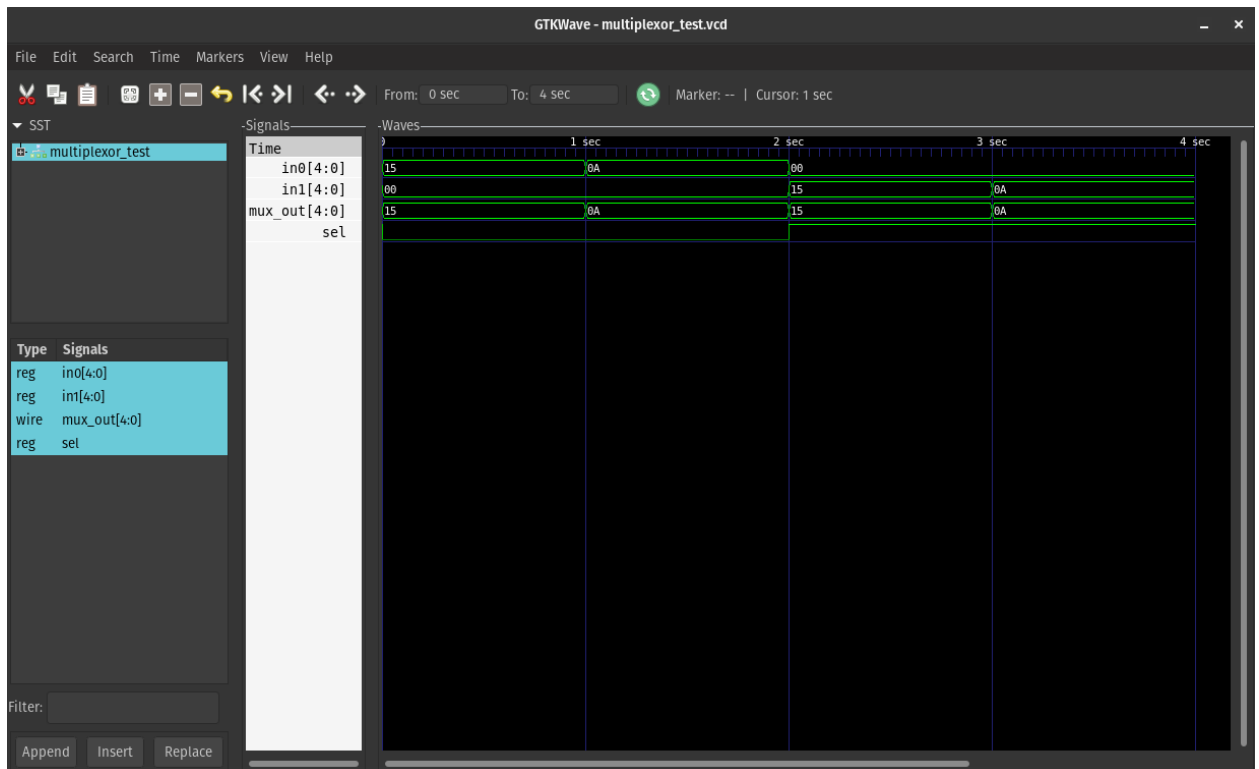 GTKWave - multiplexor_test.vcd
File Edit Search Time Markers View Help
From: 0 sec To: 4 sec Marker: -- | Cursor: 1 sec
SST
multiplexor_test
Type Signals
reg in0[4:0]
reg in1[4:0]
wire mux_out[4:0]
reg sel
Filter:
Append Insert Replace
Signals
Time
in0[4:0]
in1[4:0]
mux_out[4:0]
sel
Waves
0 1 sec 2 sec 3 sec 4 sec
15 0A 00
00 15 0A
15 0A 15 0A